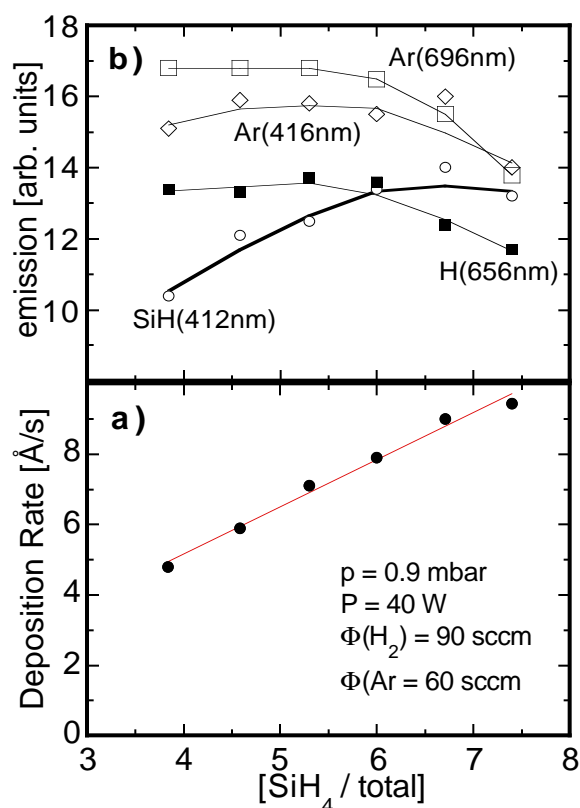 18
b)
Ar(696nm)
16
Ar(416nm)
14
12
H(656nm)
10
SiH(412nm)
emission [arb. units]
a)
8
6
4
2
0
Deposition Rate [Å/s]
p = 0.9 mbar
P = 40 W
Φ(H₂) = 90 sccm
Φ(Ar = 60 sccm
3 4 5 6 7 8
[SiH₄ / total]